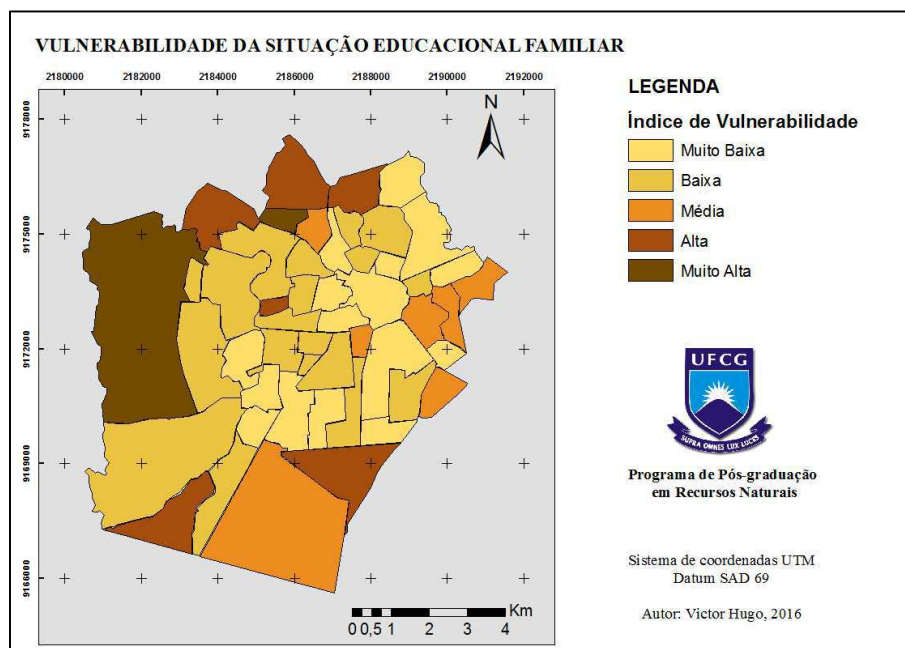 VULNERABILIDADE DA SITUAÇÃO EDUCACIONAL FAMILIAR
2180000 2182000 2184000 2186000 2188000 2190000 2192000
9178000
9175000
9172000
9169000
9166000
N
Km
0 0,5 1 2 3 4
LEGENDA
Índice de Vulnerabilidade
Muito Baixa
Baixa
Média
Alta
Muito Alta
UFCG
SUPRA OMNES LUX LUCES
Programa de Pós-graduação
em Recursos Naturais
Sistema de coordenadas UTM
Datum SAD 69
Autor: Victor Hugo, 2016